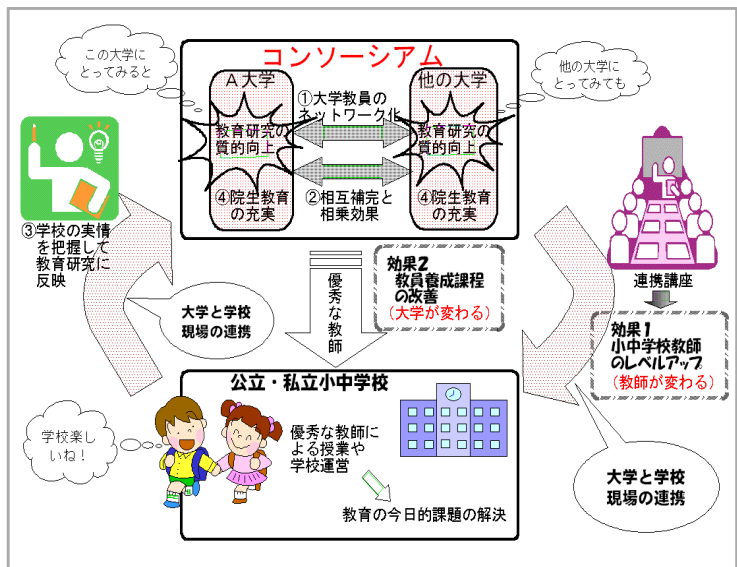 コンソーシアム
この大学に
とってみると
他の大学に
とってみても
A大学
他の大学
①大学教員の
ネットワーク化
教育研究の
質的向上
教育研究の
質的向上
④院生教育
の充実
②相互補完と
相乗効果
④院生教育
の充実
③学校の実情
を把握して
教育研究に
反映
大学と学校
現場の連携
優秀な教師
効果2
教員養成課程
の改善
(大学が変わる)
連携講座
効果1
小中学校教師
のレベルアップ
(教師が変わる)
大学と学校
現場の連携
公立・私立小中学校
学校楽し
いね!
優秀な教師に
よる授業や
学校運営
教育の今日的課題の解決